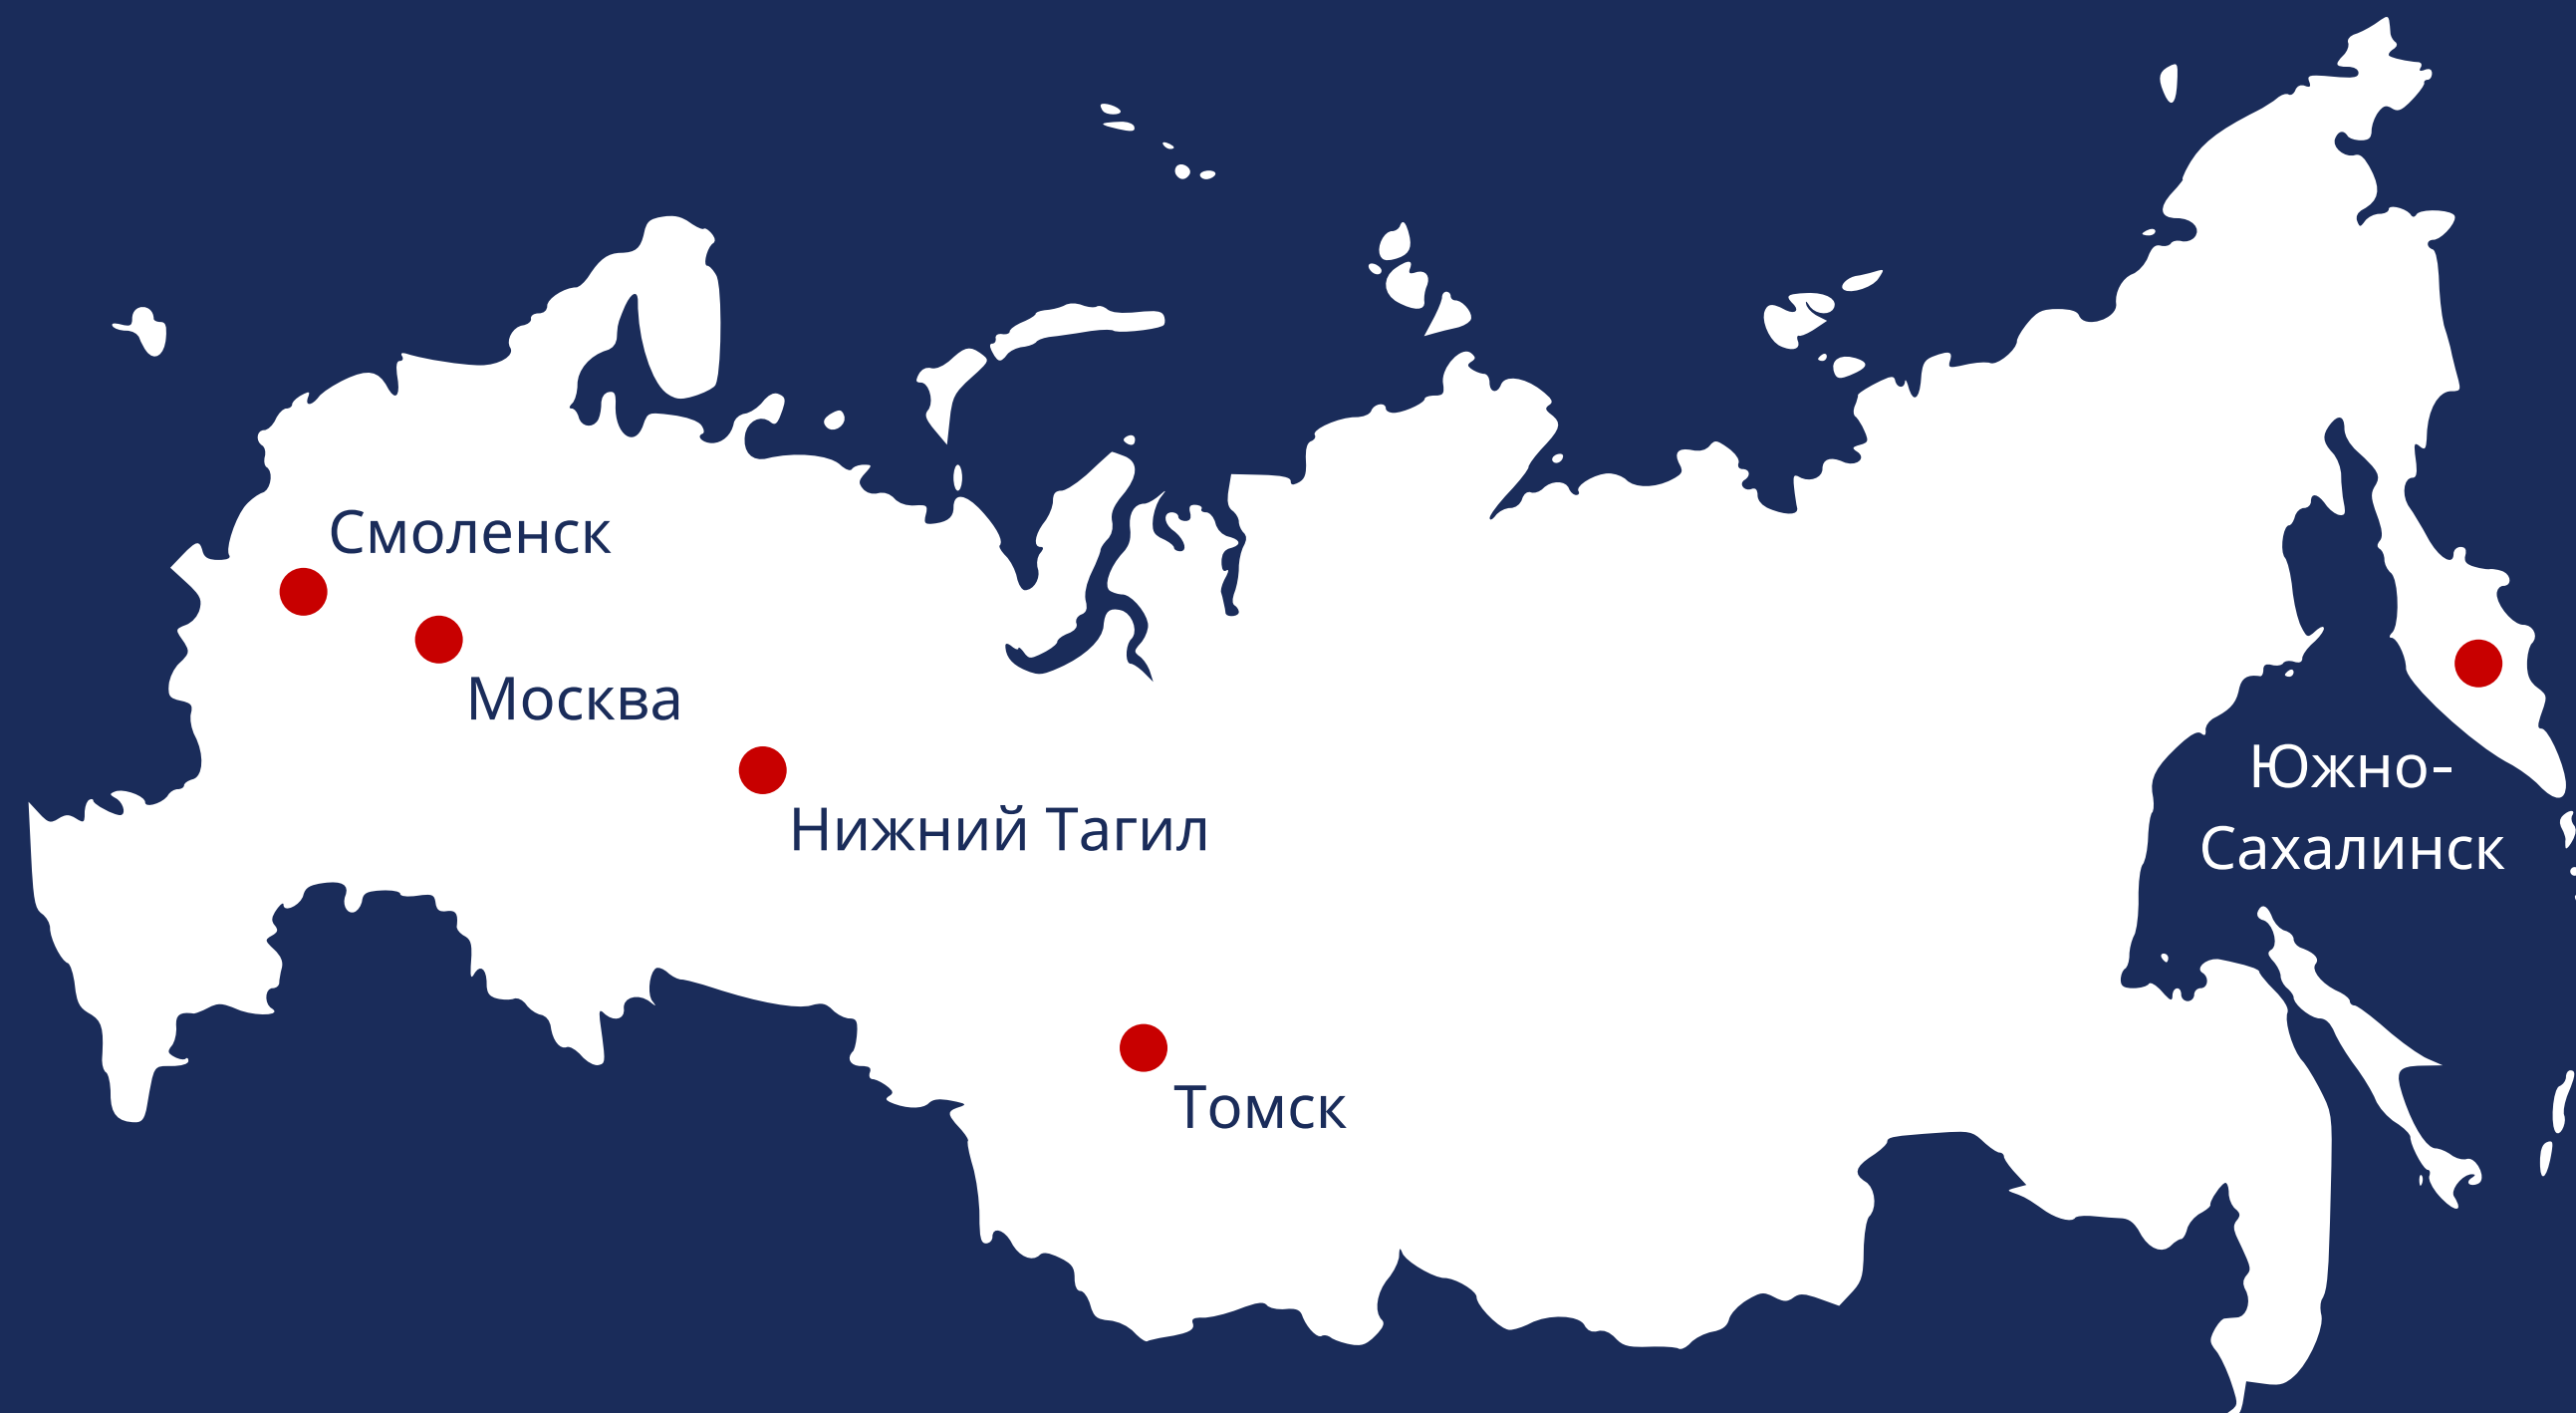 Смоленск
Москва
Нижний Тагил
Южно-
Сахалинск
Томск